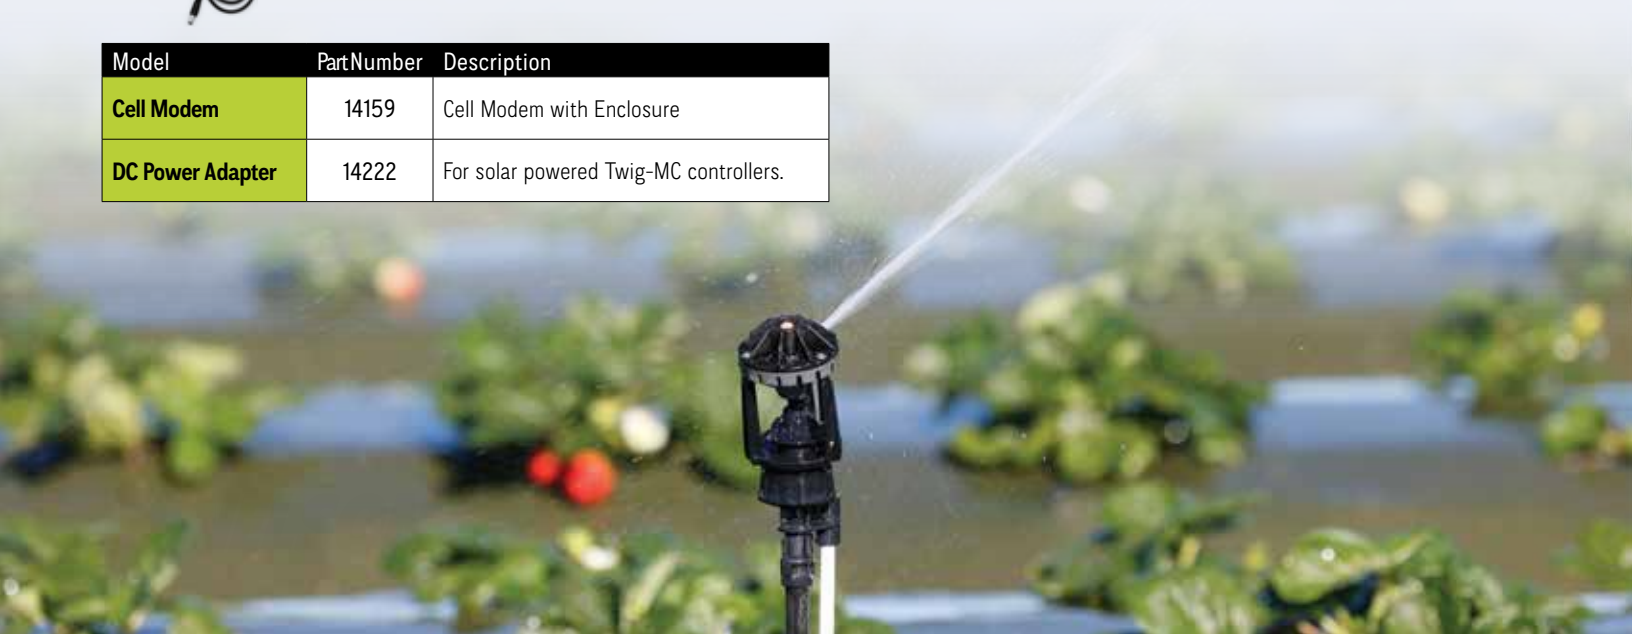 Model PartNumber Description
Cell Modem 14159 Cell Modem with Enclosure
DC Power Adapter 14222 For solar powered Twig-MC controllers.